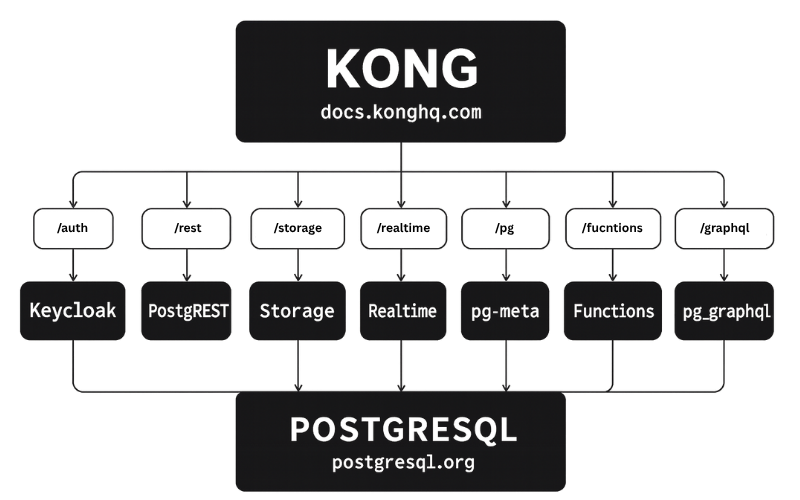 KONG
docs.konghq.com
/auth
/rest
/storage
/realtime
/pg
/fucntions
/graphql
Keycloak
PostgREST
Storage
Realtime
pg-meta
Functions
pg_graphql
POSTGRESQL
postgresql.org